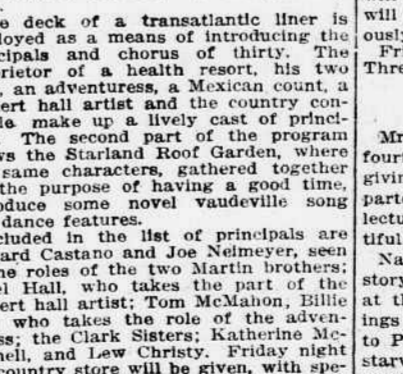 e deck of a transatlantic liner is
loyed as a means of introducing the
cipals and chorus of thirty. The
rietor of a health resort, his two
, an adventuress, a Mexican count, a
ert hall artist and the country con-
le make up a lively cast of princi-
The second part of the program
ws the Starland Roof Garden, where
same characters, gathered together
the purpose of having a good time,
oduce some novel vaudeville song
dance features.
cluded in the list of principals are
ard Castano and Joe Neimeyer, seen
he roles of the two Martin brothers;
el Hall, who takes the part of the
ert hall artist; Tom McMahon, Billie
who takes the role of the adven-
ss; the Clark Sisters; Katherine Mc-
nell, and Lew Christy. Friday night
country store will be given, with spe-
will
ously
Fri
Three
Mr
fourt
givin
parte
lectu
tiful
Na
story
at th
ings
to P
starv